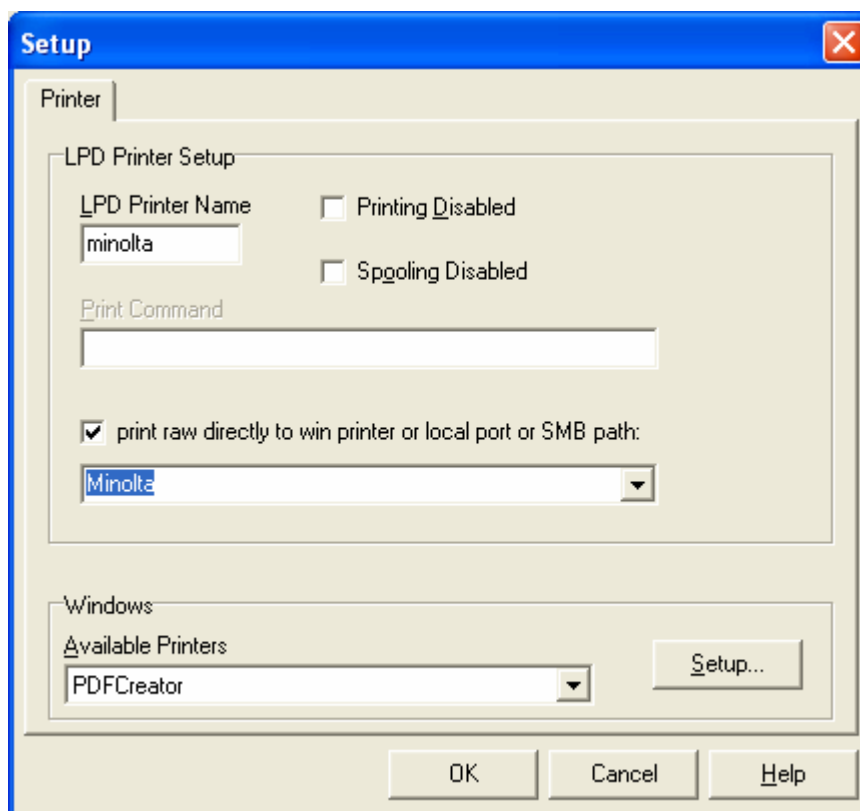 Setup
Printer
LPD Printer Setup
LPD Printer Name
Printing Disabled
minolta
Spooling Disabled
Print Command
print raw directly to win printer or local port or SMB path:
Minolta
Windows
Available Printers
Setup...
PDFCreator
OK Cancel Help